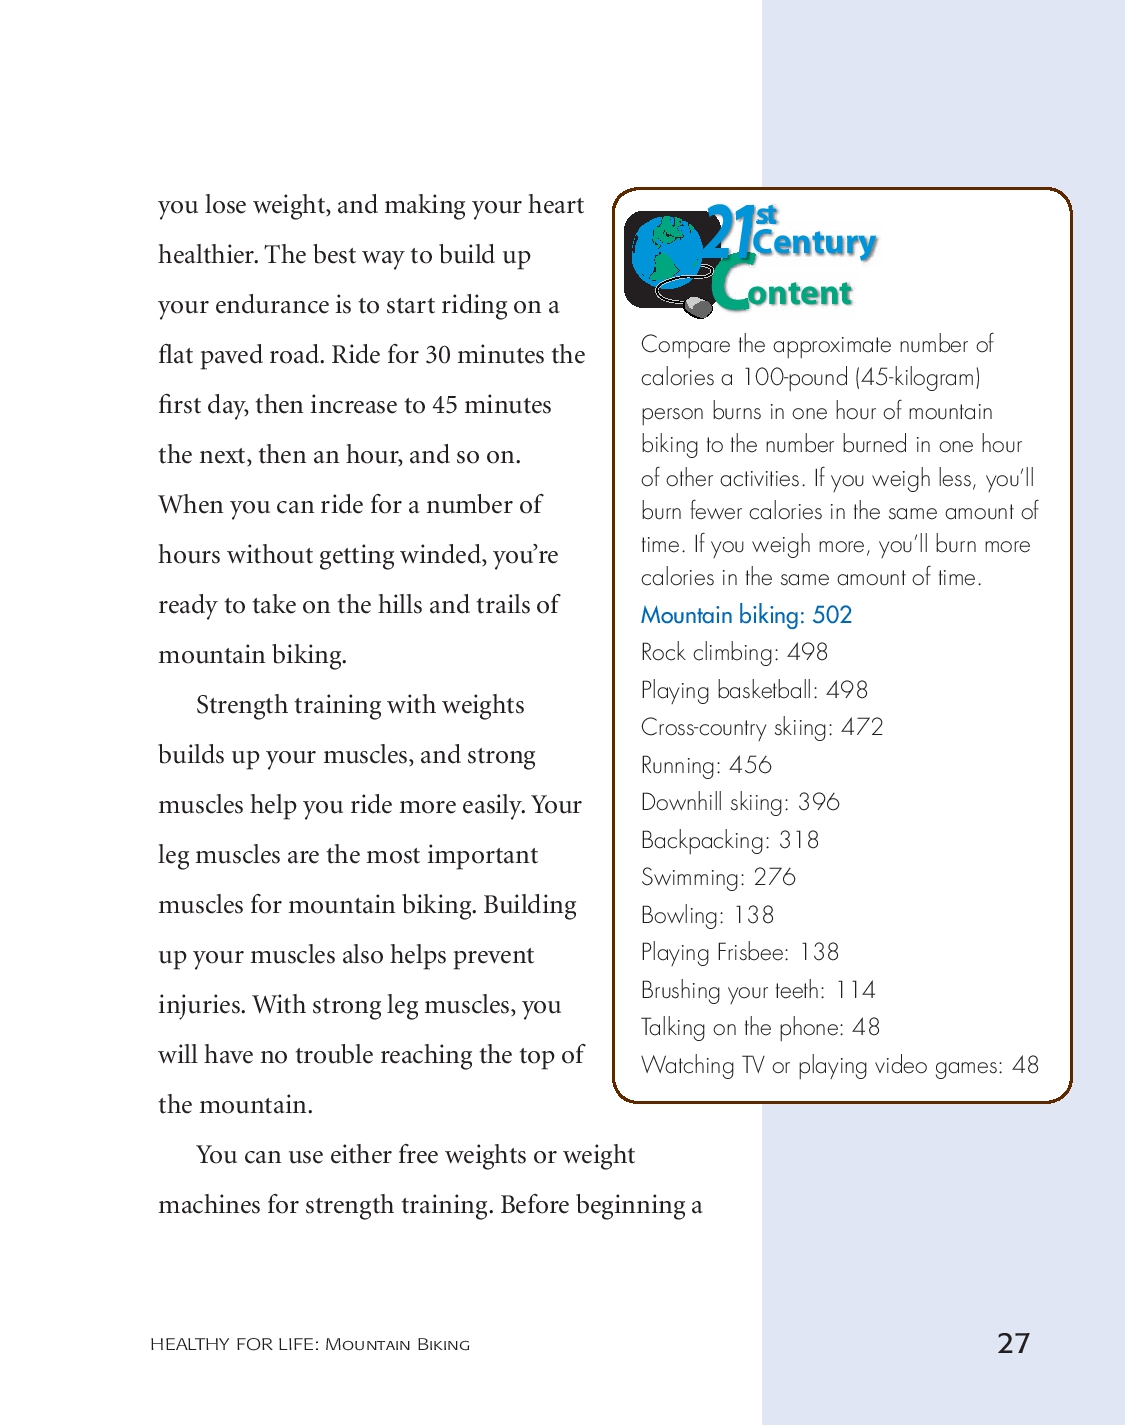 you lose weight, and making your heart
healthier. The best way to build up
your endurance is to start riding on a
flat paved road. Ride for 30 minutes the
first day, then increase to 45 minutes
the next, then an hour, and so on.
When you can ride for a number of
hours without getting winded, you’re
ready to take on the hills and trails of
mountain biking.
Strength training with weights
builds up your muscles, and strong
muscles help you ride more easily. Your
leg muscles are the most important
muscles for mountain biking. Building
up your muscles also helps prevent
injuries. With strong leg muscles, you
will have no trouble reaching the top of
the mountain.
You can use either free weights or weight
machines for strength training. Before beginning a
21st
Century
Content
Compare the approximate number of
calories a 100-pound (45-kilogram)
person burns in one hour of mountain
biking to the number burned in one hour
of other activities. If you weigh less, you’ll
burn fewer calories in the same amount of
time. If you weigh more, you’ll burn more
calories in the same amount of time.
Mountain biking: 502
Rock climbing: 498
Playing basketball: 498
Cross-country skiing: 472
Running: 456
Downhill skiing: 396
Backpacking: 318
Swimming: 276
Bowling: 138
Playing Frisbee: 138
Brushing your teeth: 114
Talking on the phone: 48
Watching TV or playing video games: 48
HEALTHY FOR LIFE: Mountain Biking
27